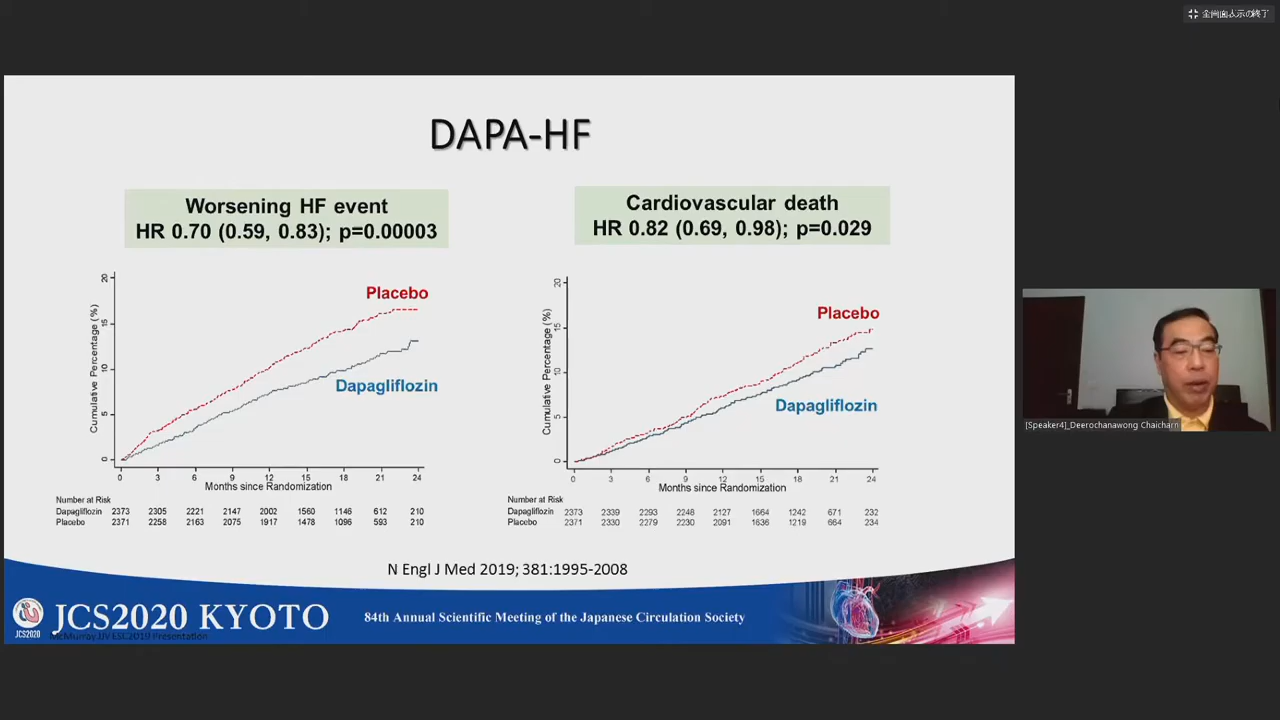 全画面表示の終了
DAPA-HF
Worsening HF event
HR 0.70 (0.59, 0.83); p=0.00003
Cardiovascular death
HR 0.82 (0.69, 0.98); p=0.029
Cumulative Percentage (%)
20
15
10
5
0
Placebo
Dapagliflozin
0 3 6 9 12 15 18 21 24
Months since Randomization
Number at Risk
Dapagliflozin 2373 2305 2221 2147 2002 1560 1146 612 210
Placebo 2371 2258 2163 2075 1917 1478 1096 593 210
Cumulative Percentage (%)
20
15
10
5
0
Placebo
Dapagliflozin
0 3 6 9 12 15 18 21 24
Months since Randomization
Number at Risk
Dapagliflozin 2373 2339 2293 2248 2127 1664 1242 671 232
Placebo 2371 2330 2279 2230 2091 1636 1219 664 234
[Speaker4]_Deerochanawong Chaicharn
N Engl J Med 2019; 381:1995-2008
JCS2020
JCS2020 KYOTO
84th Annual Scientific Meeting of the Japanese Circulation Society
McMurray JJV ESC2019 Presentation